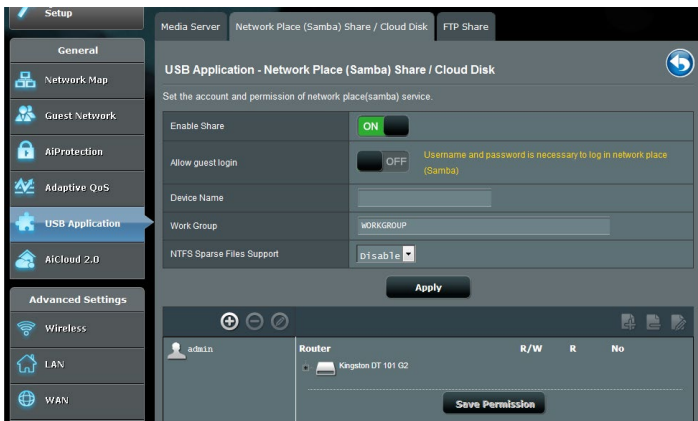 Setup
General
Network Map
Guest Network
AiProtection
Adaptive QoS
USB Application
AiCloud 2.0
Advanced Settings
Wireless
LAN
WAN
Media Server
Network Place (Samba) Share / Cloud Disk
FTP Share
USB Application - Network Place (Samba) Share / Cloud Disk
Set the account and permission of network place(samba) service.
Enable Share
ON
Allow guest login
OFF
Username and password is necessary to log in network place
(Samba)
Device Name
Work Group
WORKGROUP
NTFS Sparse Files Support
Disable
Apply
admin
Router
R/W
R
No
Kingston DT 101 G2
Save Permission